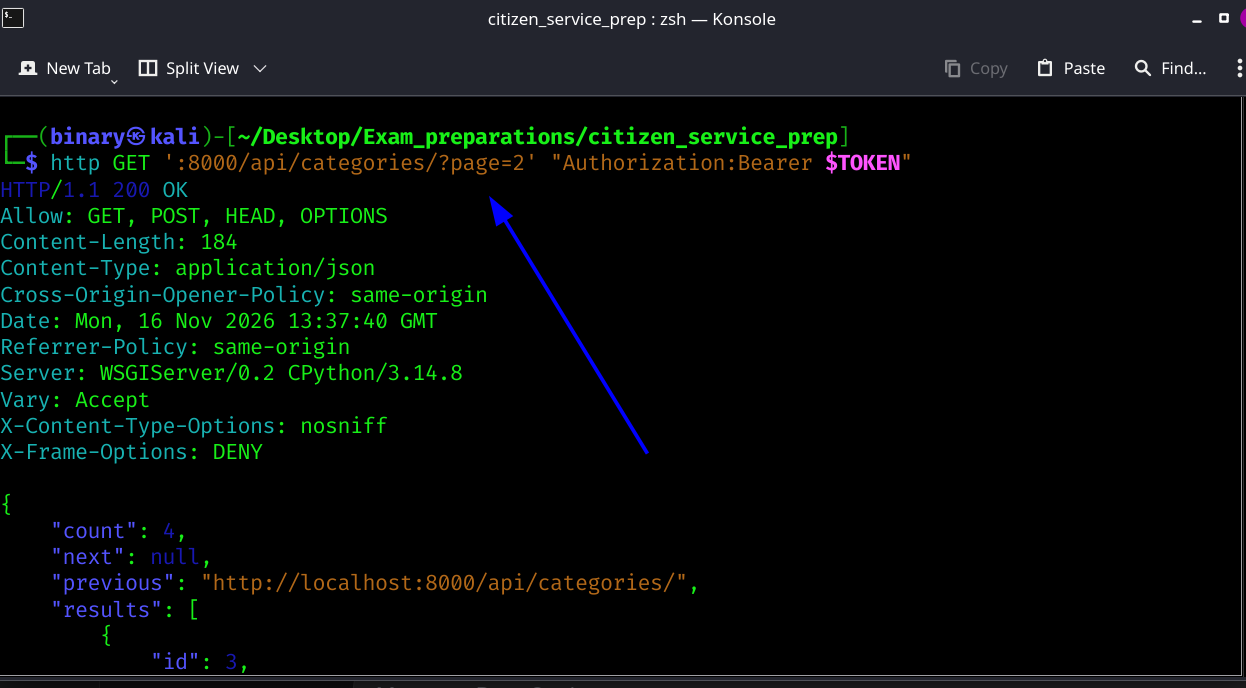 citizen_service_prep : zsh — Konsole
New Tab Split View Copy Paste Find...
(binary㉿kali)-[~/Desktop/Exam_preparations/citizen_service_prep]
$ http GET ':8000/api/categories/?page=2' "Authorization:Bearer $TOKEN"
HTTP/1.1 200 OK
Allow: GET, POST, HEAD, OPTIONS
Content-Length: 184
Content-Type: application/json
Cross-Origin-Opener-Policy: same-origin
Date: Mon, 16 Nov 2026 13:37:40 GMT
Referrer-Policy: same-origin
Server: WSGIServer/0.2 CPython/3.14.8
Vary: Accept
X-Content-Type-Options: nosniff
X-Frame-Options: DENY
{
    "count": 4,
    "next": null,
    "previous": "http://localhost:8000/api/categories/",
    "results": [
        {
            "id": 3,